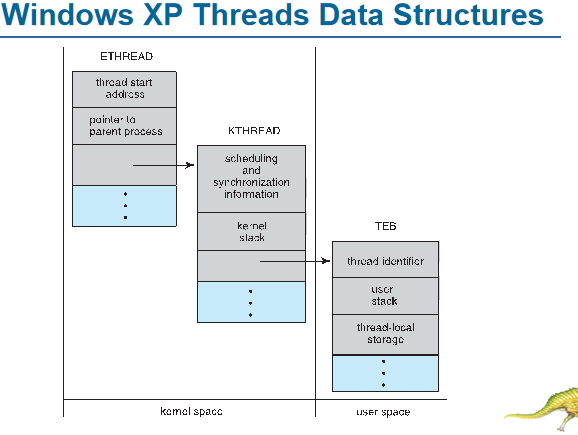 Windows XP Threads Data Structures
ETHREAD
thread start
address
pointer to
parent process
KTHREAD
scheduling
and
synchronization
information
kernel
stack
TEB
thread identifier
user
stack
thread-local
storage
kernel space
user space